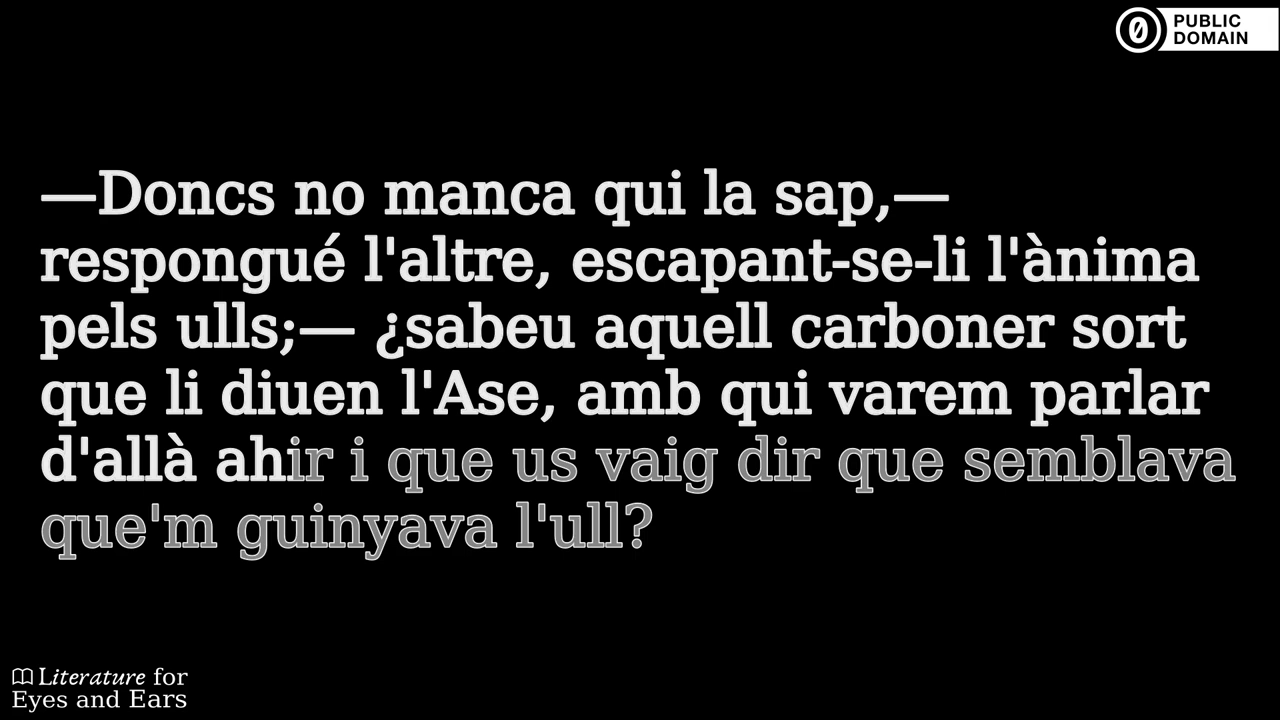 PUBLIC
DOMAIN
—Doncs no manca qui la sap,—
respongué l'altre, escapant-se-li l'ànima
pels ulls;— ¿sabeu aquell carboner sort
que li diuen l'Ase, amb qui varem parlar
d'allà ahir i que us vaig dir que semblava
que'm guinyava l'ull?
Literature for
Eyes and Ears